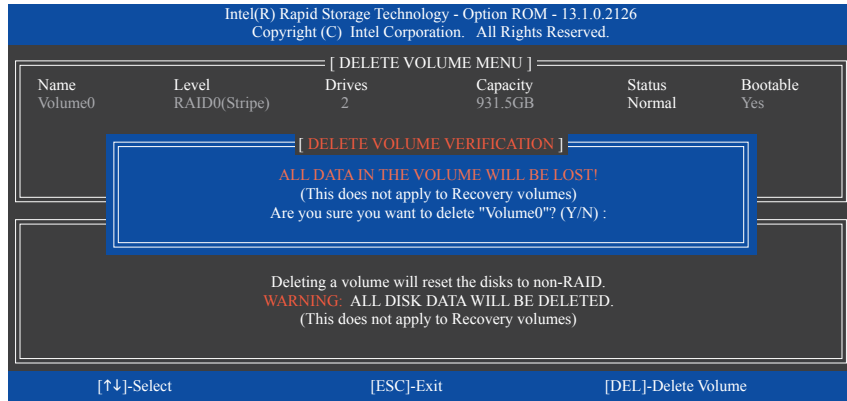 Intel(R) Rapid Storage Technology - Option ROM - 13.1.0.2126
Copyright (C) Intel Corporation. All Rights Reserved.
[ DELETE VOLUME MENU ]
Name Level Drives Capacity Status Bootable
Volume0 RAID0(Stripe) 2 931.5GB Normal Yes
[ DELETE VOLUME VERIFICATION ]
ALL DATA IN THE VOLUME WILL BE LOST!
(This does not apply to Recovery volumes)
Are you sure you want to delete "Volume0"? (Y/N) :
Deleting a volume will reset the disks to non-RAID.
WARNING: ALL DISK DATA WILL BE DELETED.
(This does not apply to Recovery volumes)
[↑↓]-Select [ESC]-Exit [DEL]-Delete Volume